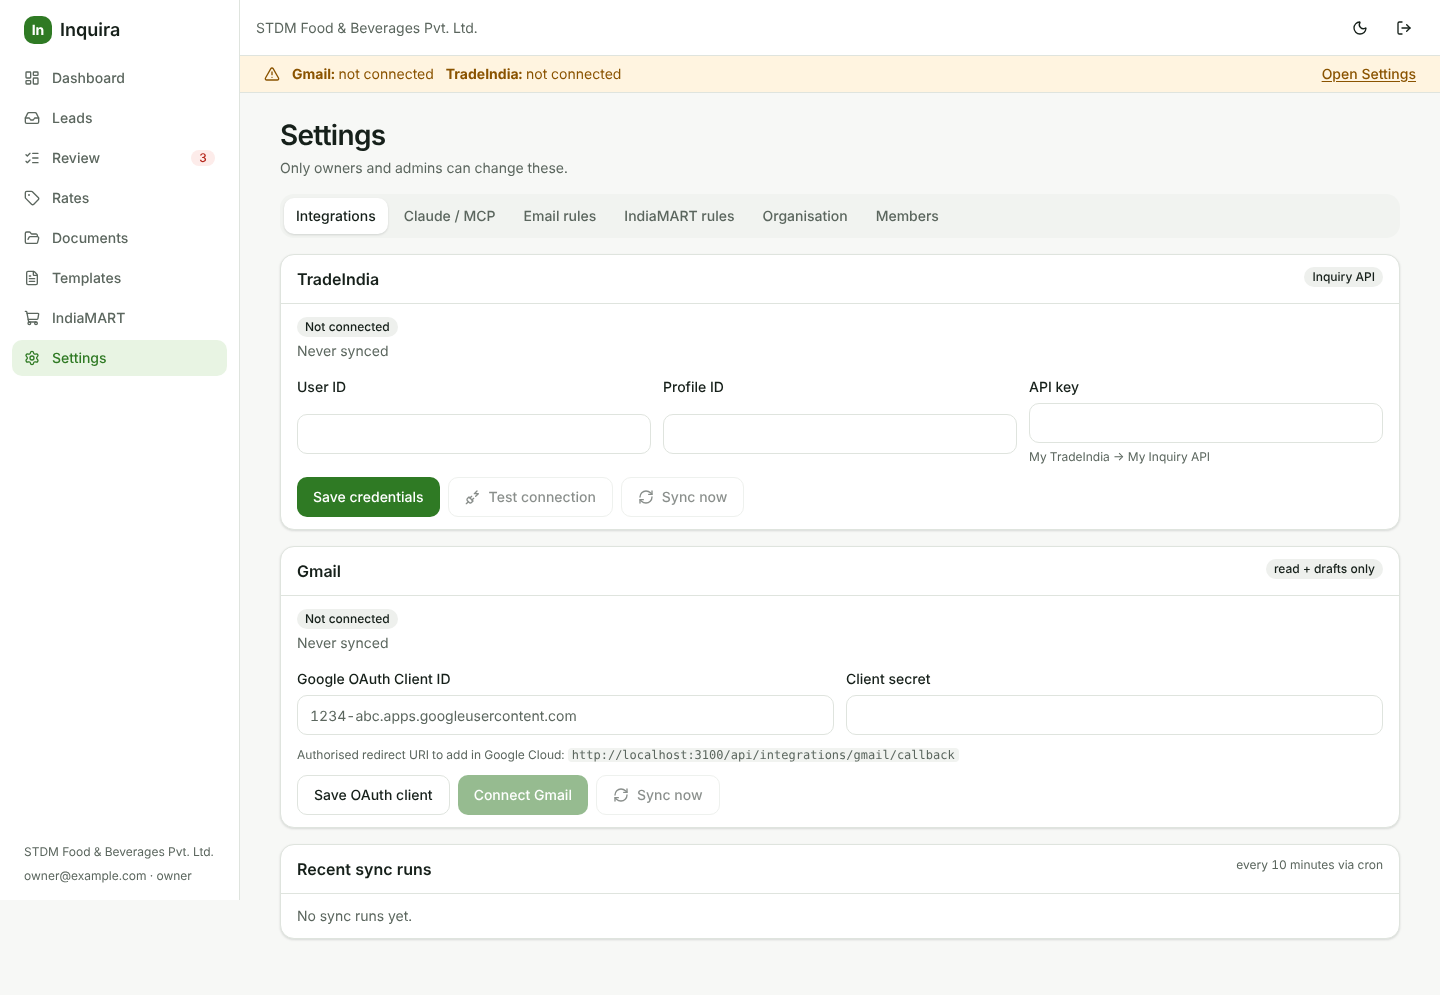 In Inquira
Dashboard
Leads
Review 3
Rates
Documents
Templates
IndiaMART
Settings
STDM Food & Beverages Pvt. Ltd.
owner@example.com · owner
STDM Food & Beverages Pvt. Ltd.
Gmail: not connected TradeIndia: not connected Open Settings
Settings
Only owners and admins can change these.
Integrations Claude / MCP Email rules IndiaMART rules Organisation Members
TradeIndia Inquiry API
Not connected
Never synced
User ID Profile ID API key
My TradeIndia → My Inquiry API
Save credentials Test connection Sync now
Gmail read + drafts only
Not connected
Never synced
Google OAuth Client ID Client secret
1234-abc.apps.googleusercontent.com
Authorised redirect URI to add in Google Cloud: http://localhost:3100/api/integrations/gmail/callback
Save OAuth client Connect Gmail Sync now
Recent sync runs every 10 minutes via cron
No sync runs yet.